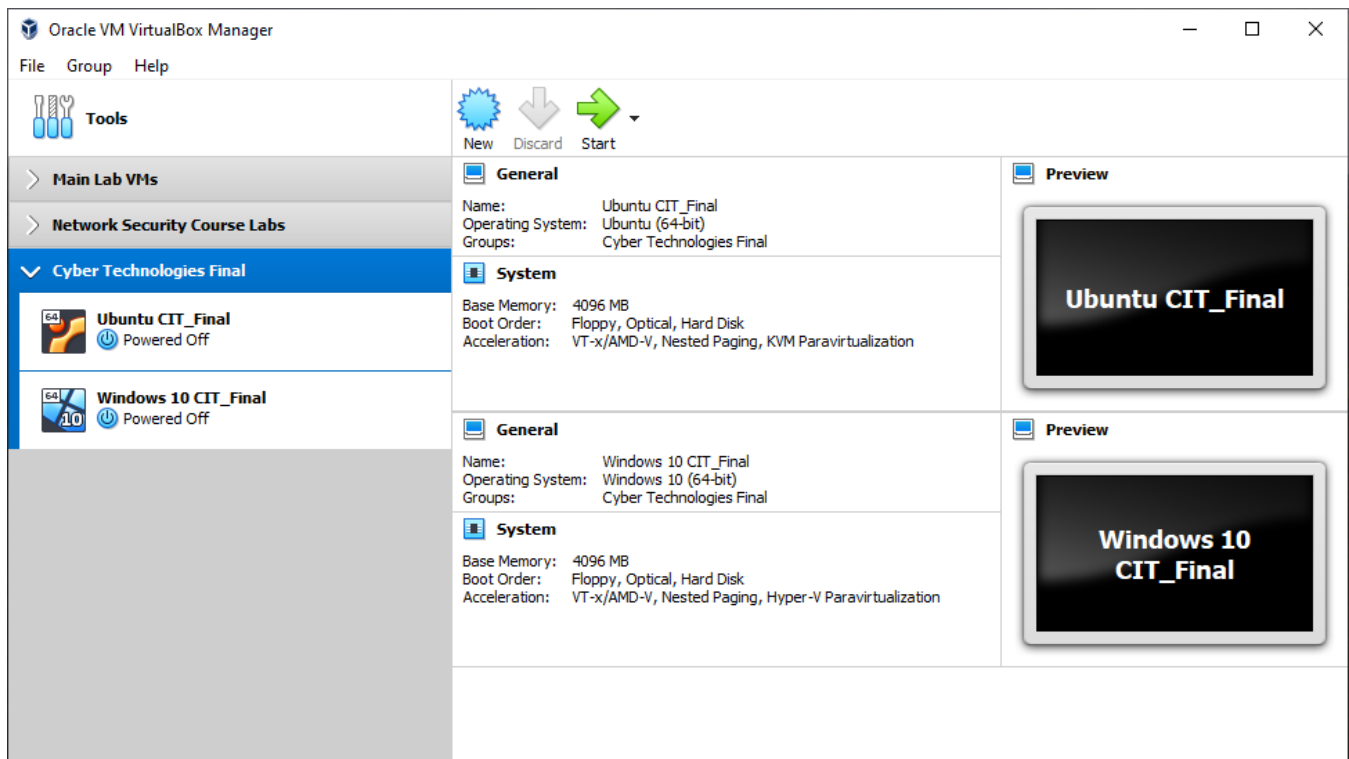 Oracle VM VirtualBox Manager
File Group Help
Tools
New Discard Start
Main Lab VMs
Network Security Course Labs
Cyber Technologies Final
64
Ubuntu CIT_Final
Powered Off
64
10
Windows 10 CIT_Final
Powered Off
General
Name: Ubuntu CIT_Final
Operating System: Ubuntu (64-bit)
Groups: Cyber Technologies Final
System
Base Memory: 4096 MB
Boot Order: Floppy, Optical, Hard Disk
Acceleration: VT-x/AMD-V, Nested Paging, KVM Paravirtualization
Preview
Ubuntu CIT_Final
General
Name: Windows 10 CIT_Final
Operating System: Windows 10 (64-bit)
Groups: Cyber Technologies Final
System
Base Memory: 4096 MB
Boot Order: Floppy, Optical, Hard Disk
Acceleration: VT-x/AMD-V, Nested Paging, Hyper-V Paravirtualization
Preview
Windows 10
CIT_Final